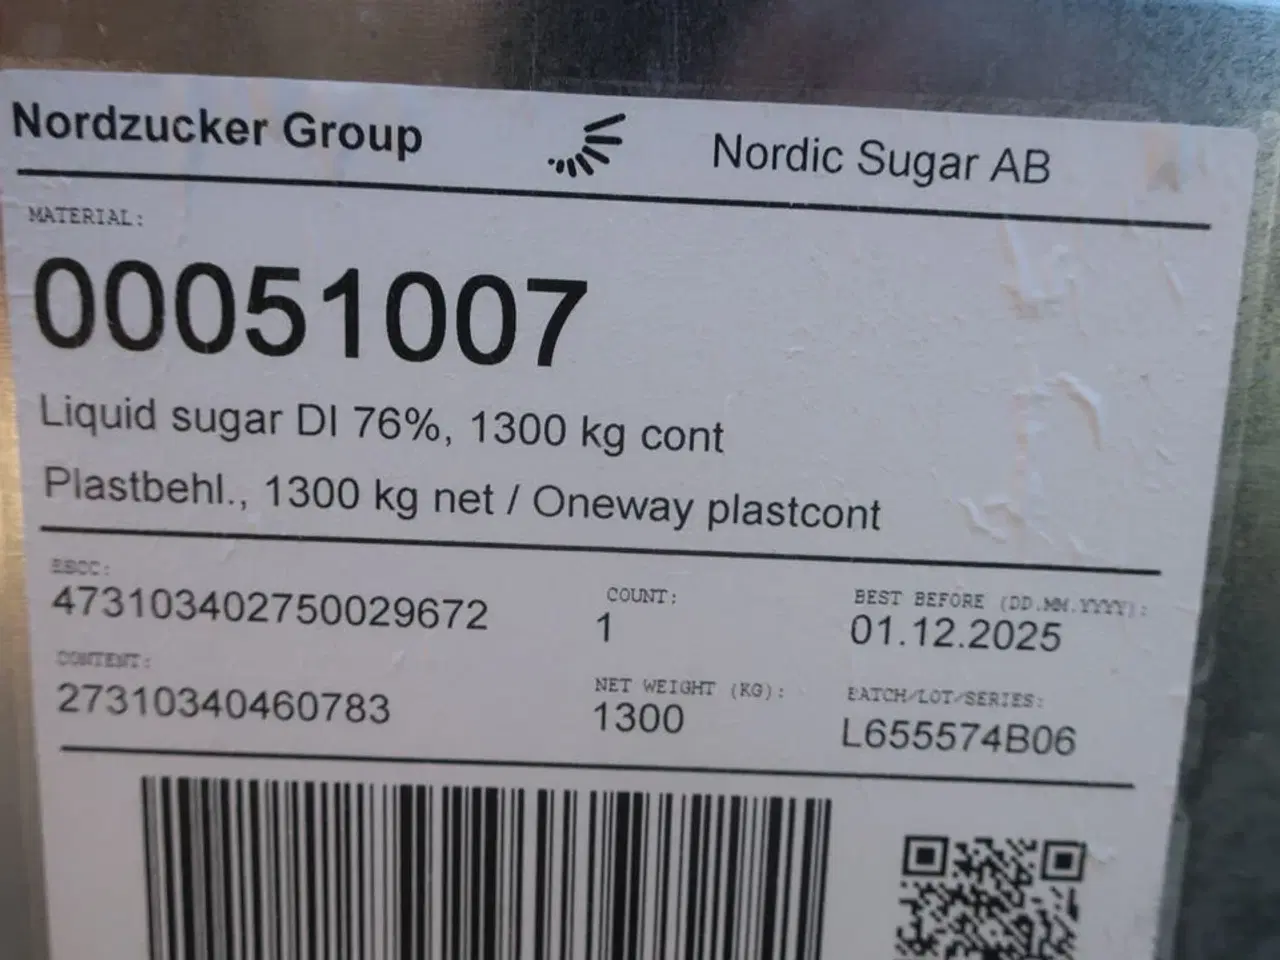 Nordzucker Group
Nordic Sugar AB
MATERIAL:
00051007
Liquid sugar DI 76%, 1300 kg cont
Plastbehl., 1300 kg net / Oneway plastcont
SSCC:
473103402750029672
COUNT:
1
BEST BEFORE (DD.MM.YYYY):
01.12.2025
CONTENT:
27310340460783
NET WEIGHT (KG):
1300
BATCH/LOT/SERIES:
L655574B06